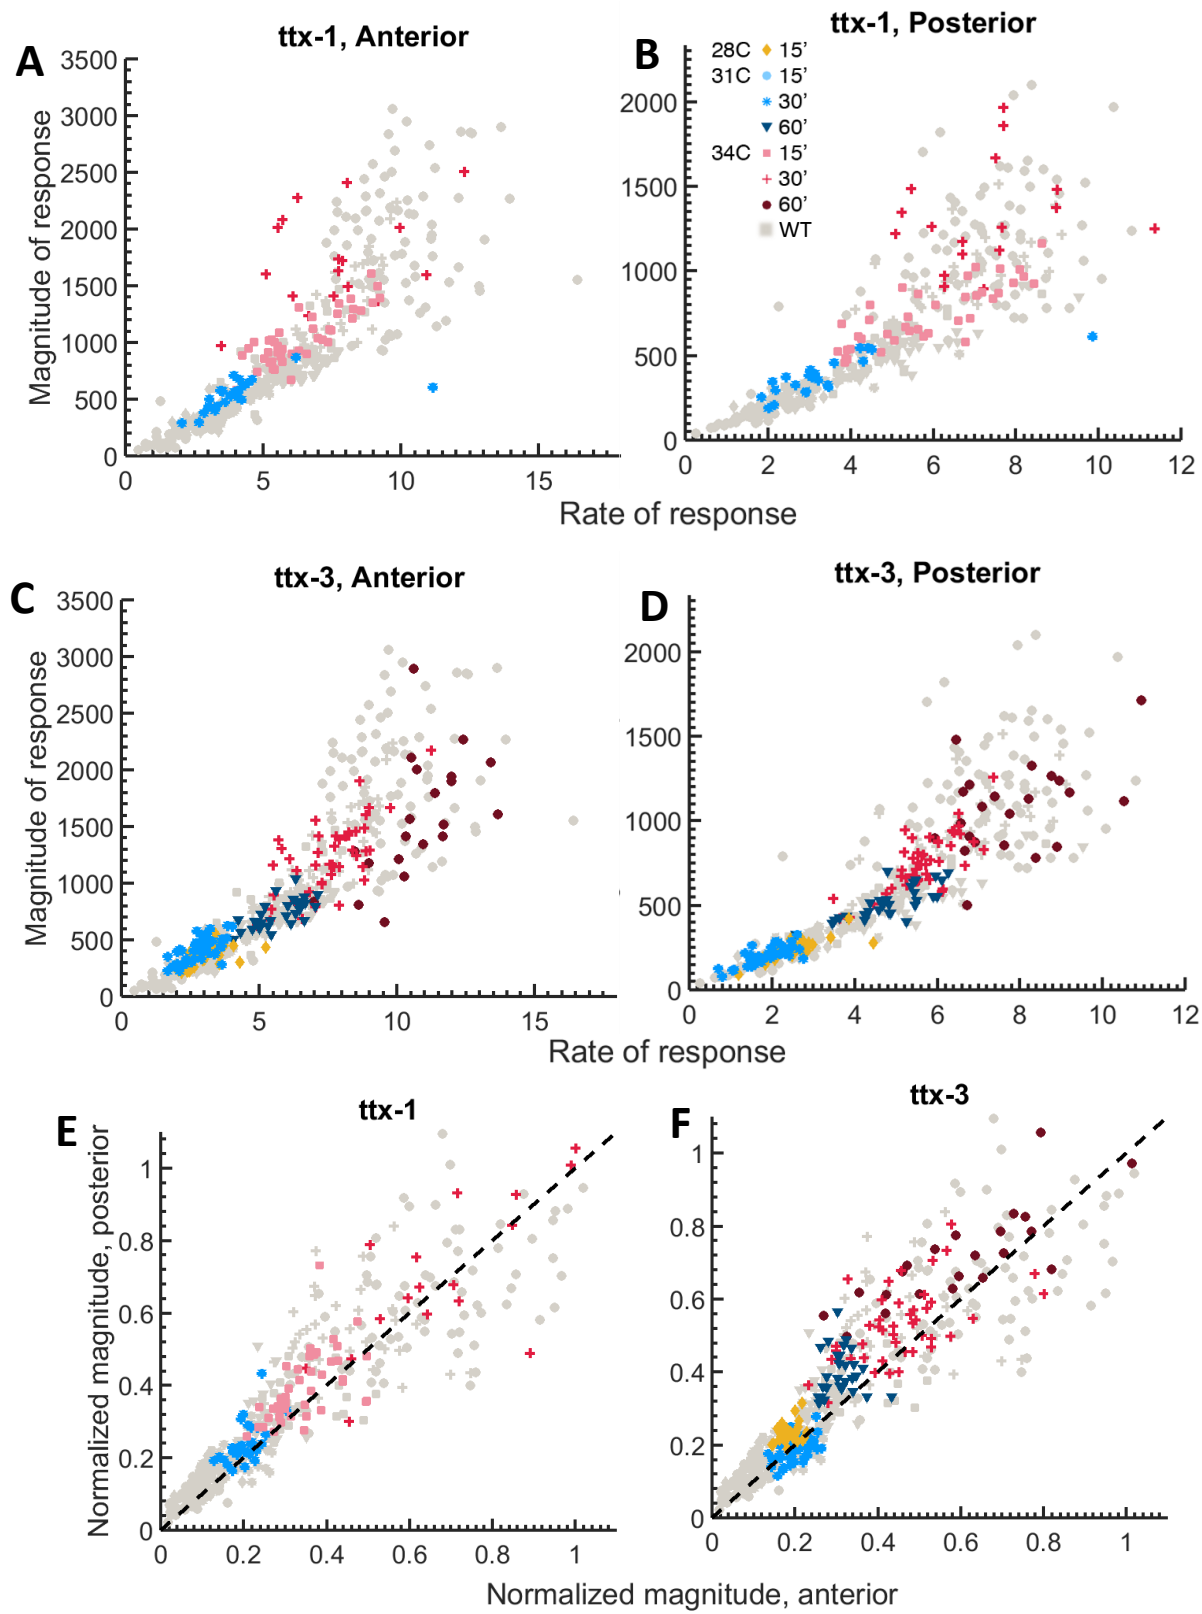 A
ttx-1, Anterior
Magnitude of response
3500
3000
2500
2000
1500
1000
500
0
0 5 10 15
B
ttx-1, Posterior
28C 15’
31C 15’
30’
60’
34C 15’
30’
60’
WT
2000
1500
1000
500
0
0 2 4 6 8 10 12
Rate of response
C
ttx-3, Anterior
Magnitude of response
3500
3000
2500
2000
1500
1000
500
0
0 5 10 15
D
ttx-3, Posterior
2000
1500
1000
500
0
0 2 4 6 8 10 12
Rate of response
E
ttx-1
Normalized magnitude, posterior
1
0.8
0.6
0.4
0.2
0
0 0.2 0.4 0.6 0.8 1
F
ttx-3
1
0.8
0.6
0.4
0.2
0
0 0.2 0.4 0.6 0.8 1
Normalized magnitude, anterior